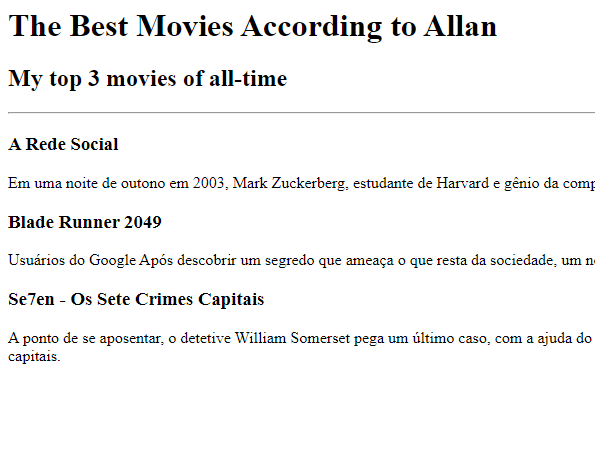 The Best Movies According to Allan
My top 3 movies of all-time
A Rede Social
Em uma noite de outono em 2003, Mark Zuckerberg, estudante de Harvard e gênio da
Blade Runner 2049
Usuários do Google Após descobrir um segredo que ameaça o que resta da sociedade, um
Se7en - Os Sete Crimes Capitais
A ponto de se aposentar, o detetive William Somerset pega um último caso, com a ajuda do
capitais.